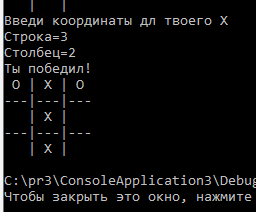 |   |
Введи координаты дл твоего X
Строка=3
Столбец=2
Ты победил!
O | X | O
---|---|---
| X |
---|---|---
| X |
C:\pr3\ConsoleApplication3\Debug
Чтобы закрыть это окно, нажмите